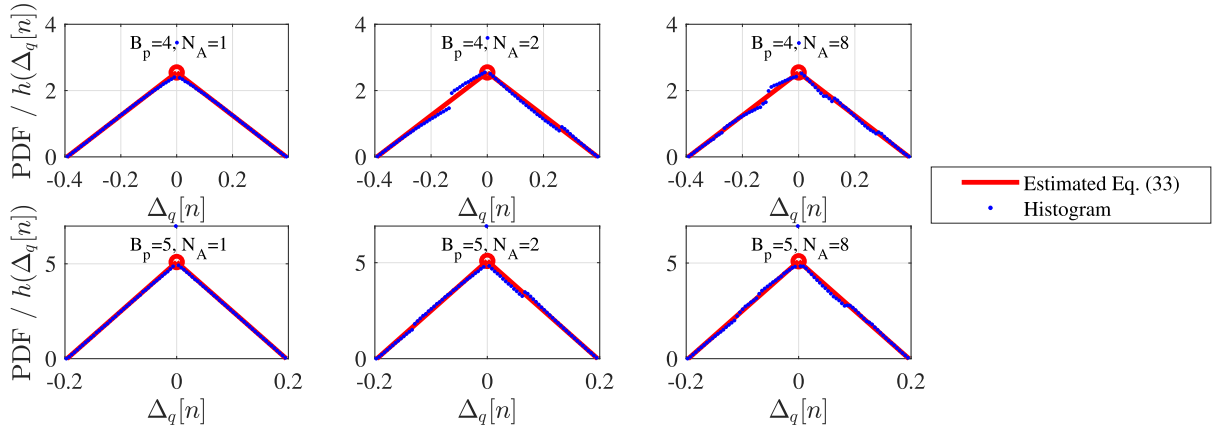 4
2
0
-0.4 -0.2 0 0.2
B_p=4, N_A=1
PDF / h(Δ_q[n])
Δ_q[n]
4
2
0
-0.4 -0.2 0 0.2
B_p=4, N_A=2
Δ_q[n]
4
2
0
-0.4 -0.2 0 0.2
B_p=4, N_A=8
Δ_q[n]
Estimated Eq. (33)
Histogram
5
0
-0.2 0 0.2
B_p=5, N_A=1
PDF / h(Δ_q[n])
Δ_q[n]
5
0
-0.2 0 0.2
B_p=5, N_A=2
Δ_q[n]
5
0
-0.2 0 0.2
B_p=5, N_A=8
Δ_q[n]